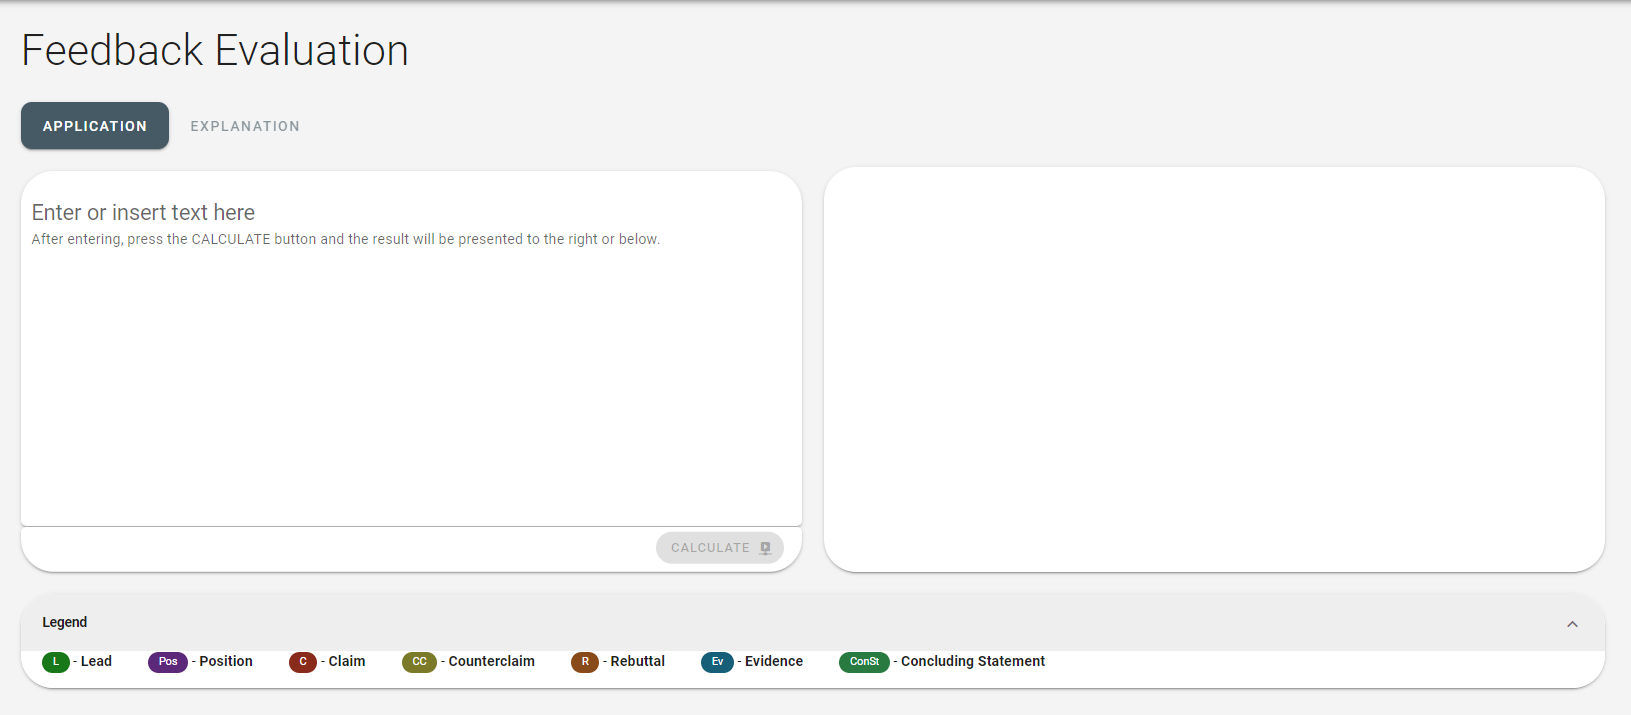 Feedback Evaluation
APPLICATION EXPLANATION
Enter or insert text here
After entering, press the CALCULATE button and the result will be presented to the right or below.
CALCULATE
Legend
L - Lead Pos - Position C - Claim CC - Counterclaim R - Rebuttal Ev - Evidence ConSt - Concluding Statement